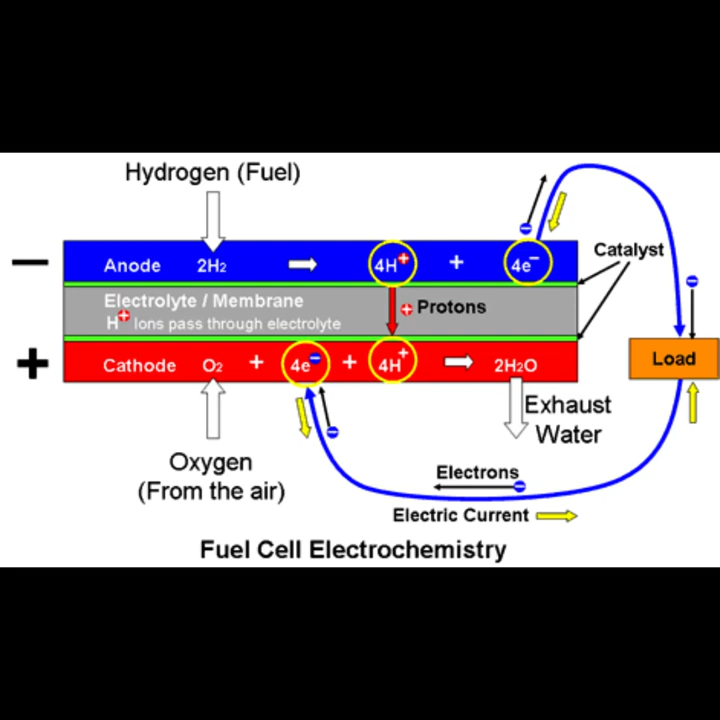 Hydrogen (Fuel)
Catalyst
− Anode 2H₂ ⇨ 4H⁺ + 4e⁻
Electrolyte / Membrane
H⁺ Ions pass through electrolyte
+ Protons
+ Cathode O₂ + 4e⁻ + 4H⁺ ⇨ 2H₂O
Load
Exhaust
Water
Oxygen
(From the air)
Electrons
Electric Current
Fuel Cell Electrochemistry